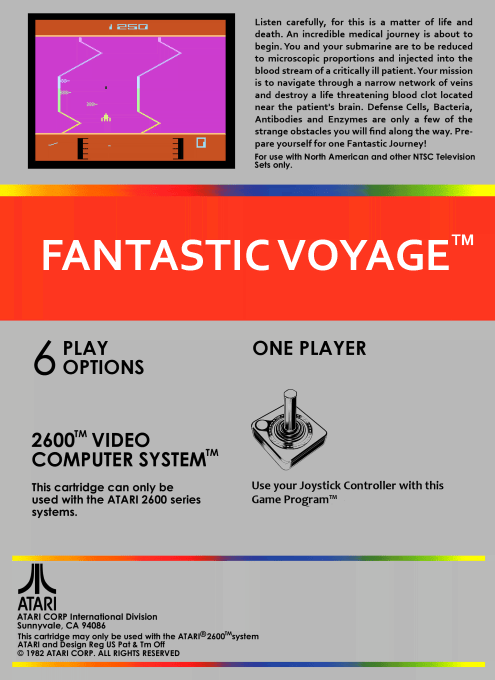 1250
Listen carefully, for this is a matter of life and
death. An incredible medical journey is about to
begin. You and your submarine are to be reduced
to microscopic proportions and injected into the
blood stream of a critically ill patient. Your mission
is to navigate through a narrow network of veins
and destroy a life threatening blood clot located
near the patient's brain. Defense Cells, Bacteria,
Antibodies and Enzymes are only a few of the
strange obstacles you will find along the way. Pre-
pare yourself for one Fantastic Journey!
For use with North American and other NTSC Television
Sets only.
FANTASTIC VOYAGE™
6 PLAY
OPTIONS
ONE PLAYER
2600™ VIDEO
COMPUTER SYSTEM™
This cartridge can only be
used with the ATARI 2600 series
systems.
Use your Joystick Controller with this
Game Program™
ATARI
ATARI CORP International Division
Sunnyvale, CA 94086
This cartridge may only be used with the ATARI® 2600™system
ATARI and Design Reg US Pat & Tm Off
© 1982 ATARI CORP. ALL RIGHTS RESERVED